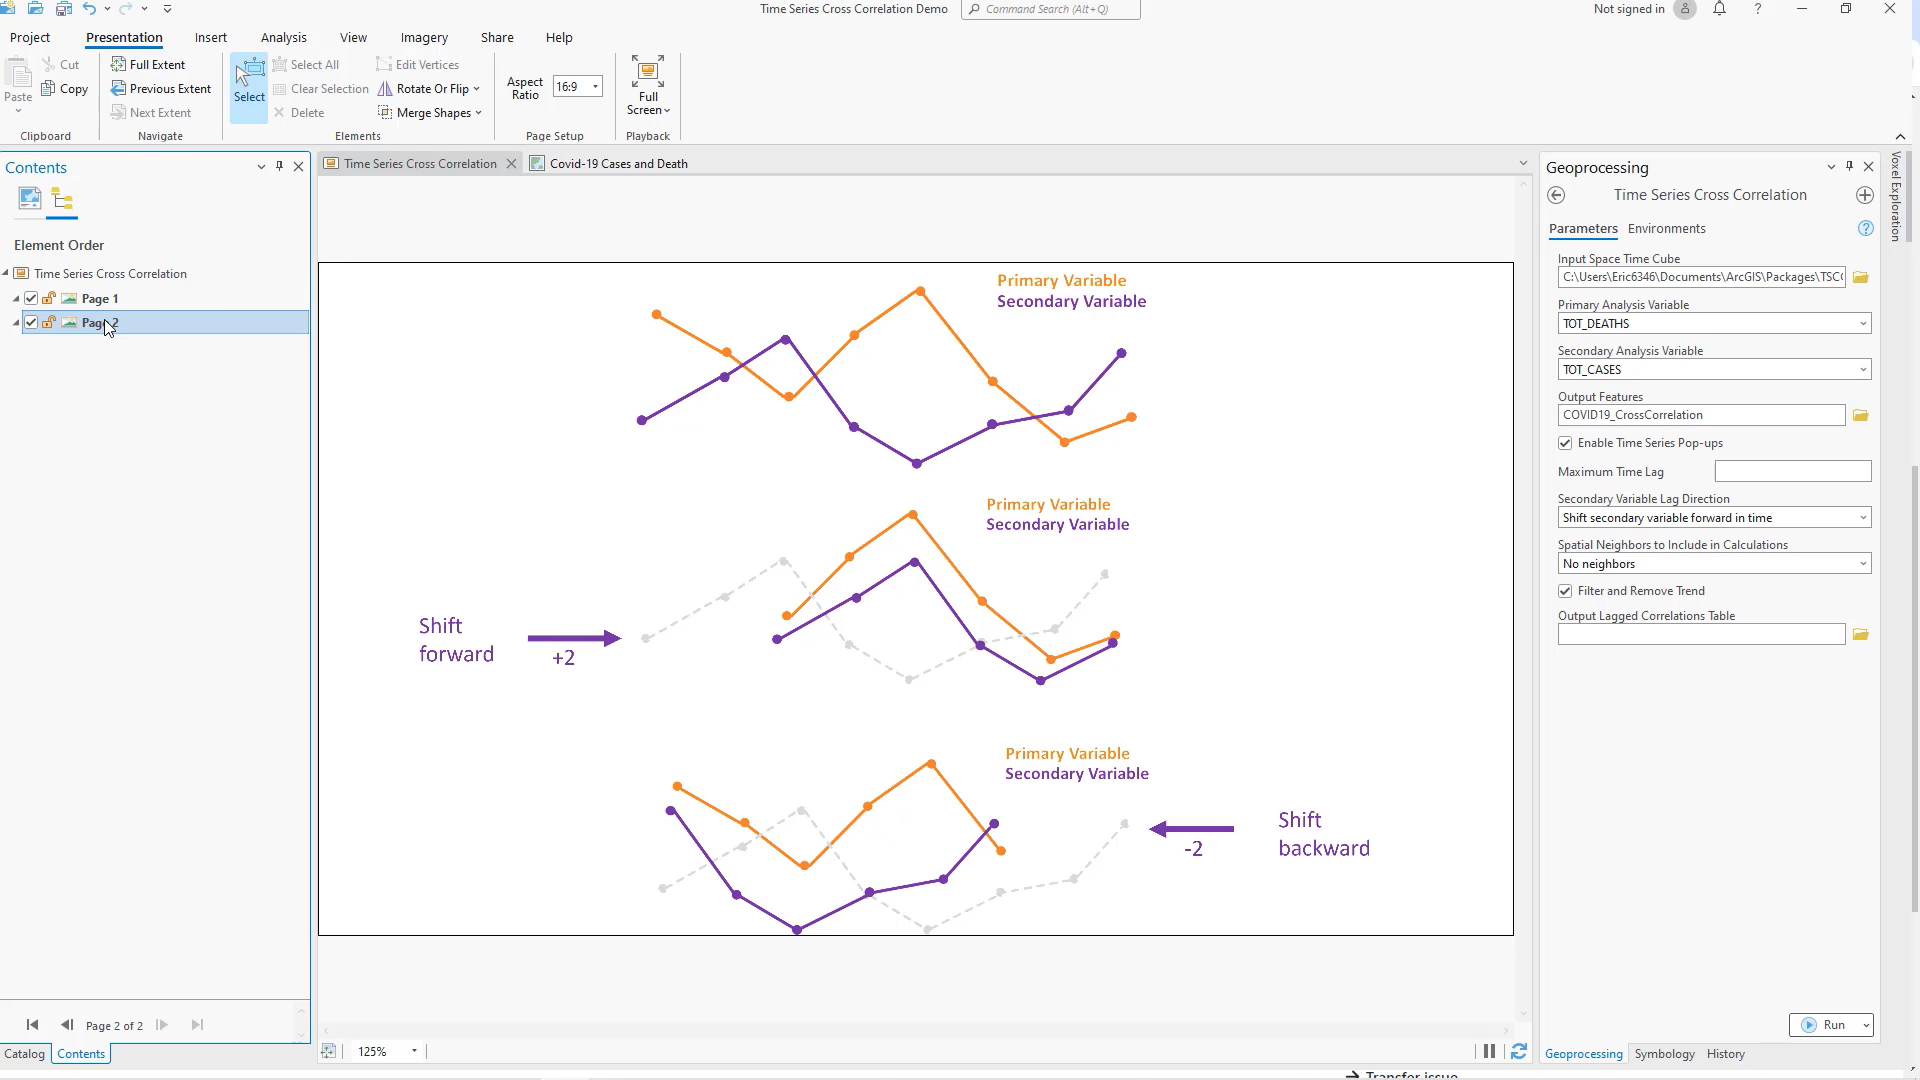 Time Series Cross Correlation Demo
Command Search (Alt+Q)
Not signed in
?
Project
Presentation
Insert
Analysis
View
Imagery
Share
Help
Paste
Cut
Copy
Clipboard
Full Extent
Previous Extent
Next Extent
Navigate
Select
Select All
Clear Selection
Delete
Edit Vertices
Rotate Or Flip
Merge Shapes
Elements
Aspect
Ratio
16:9
Page Setup
Full
Screen
Playback
Contents
Element Order
Time Series Cross Correlation
Page 1
Page 2
Page 2 of 2
Catalog
Contents
Time Series Cross Correlation
Covid-19 Cases and Death
Primary Variable
Secondary Variable
Primary Variable
Secondary Variable
Shift
forward
+2
Primary Variable
Secondary Variable
Shift
backward
-2
125%
Geoprocessing
Time Series Cross Correlation
Parameters
Environments
?
Input Space Time Cube
C:\Users\Eric6346\Documents\ArcGIS\Packages\TSCC
Primary Analysis Variable
TOT_DEATHS
Secondary Analysis Variable
TOT_CASES
Output Features
COVID19_CrossCorrelation
Enable Time Series Pop-ups
Maximum Time Lag
Secondary Variable Lag Direction
Shift secondary variable forward in time
Spatial Neighbors to Include in Calculations
No neighbors
Filter and Remove Trend
Output Lagged Correlations Table
Run
Geoprocessing
Symbology
History
Voxel Exploration
Transfer issue